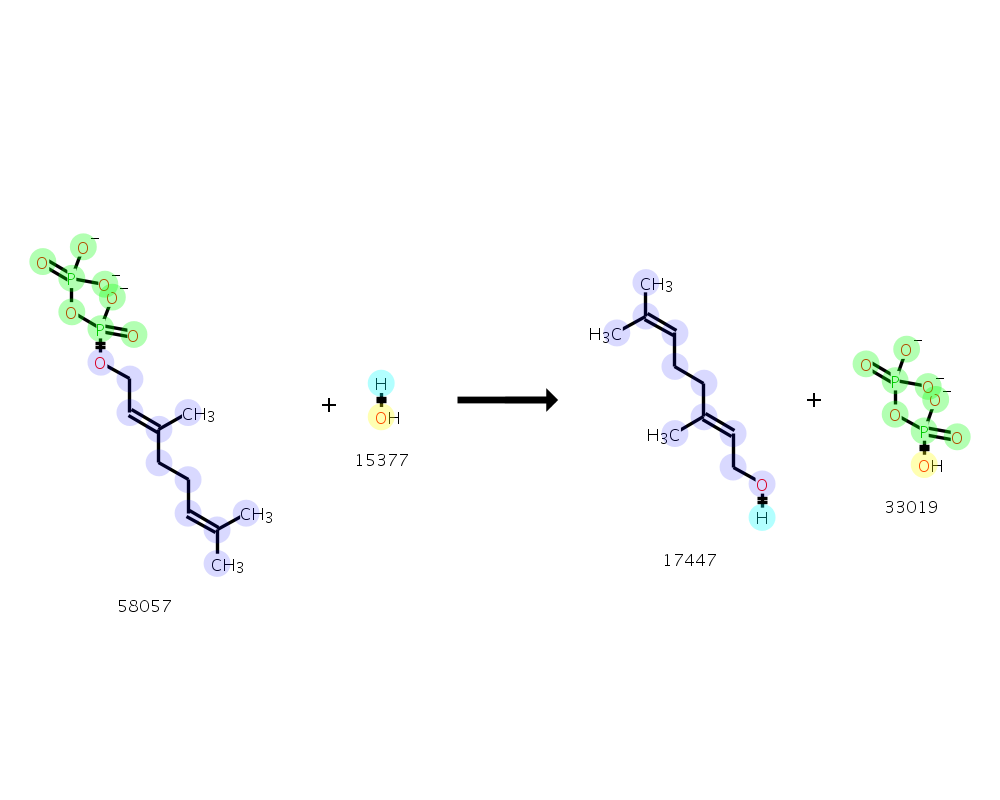 O⁻
O P O⁻
O⁻
O P O
O
CH₃
CH₃
CH₃
58057
+
H
OH
15377
CH₃
H₃C
H₃C
O
H
17447
+
O⁻
O P O⁻
O⁻
O P O
OH
33019